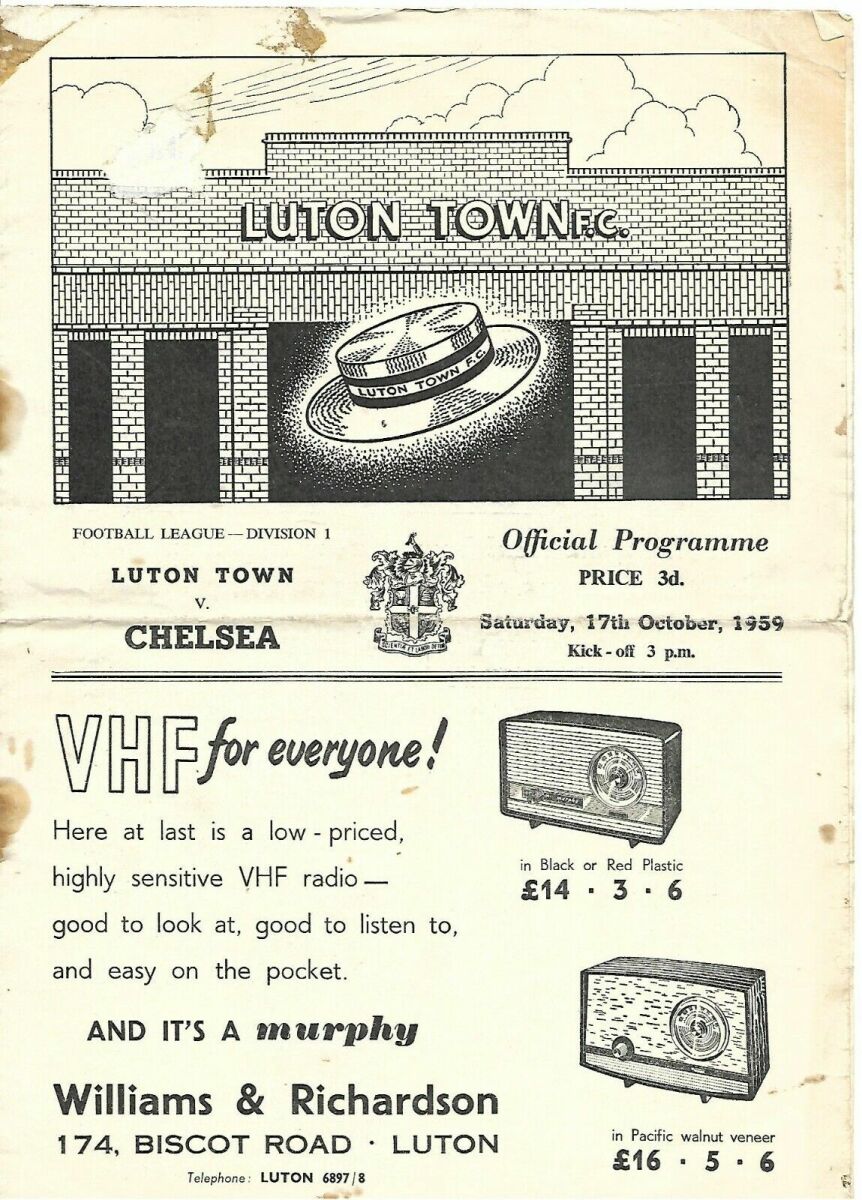 LUTON TOWN F.C.
LUTON TOWN F.C.
FOOTBALL LEAGUE — DIVISION 1
LUTON TOWN
V.
CHELSEA
Official Programme
PRICE 3d.
Saturday, 17th October, 1959
Kick - off 3 p.m.
VHF for everyone!
Here at last is a low - priced,
highly sensitive VHF radio —
good to look at, good to listen to,
and easy on the pocket.
AND IT'S A murphy
Williams & Richardson
174, BISCOT ROAD · LUTON
Telephone: LUTON 6897/8
in Black or Red Plastic
£14 · 3 · 6
in Pacific walnut veneer
£16 · 5 · 6